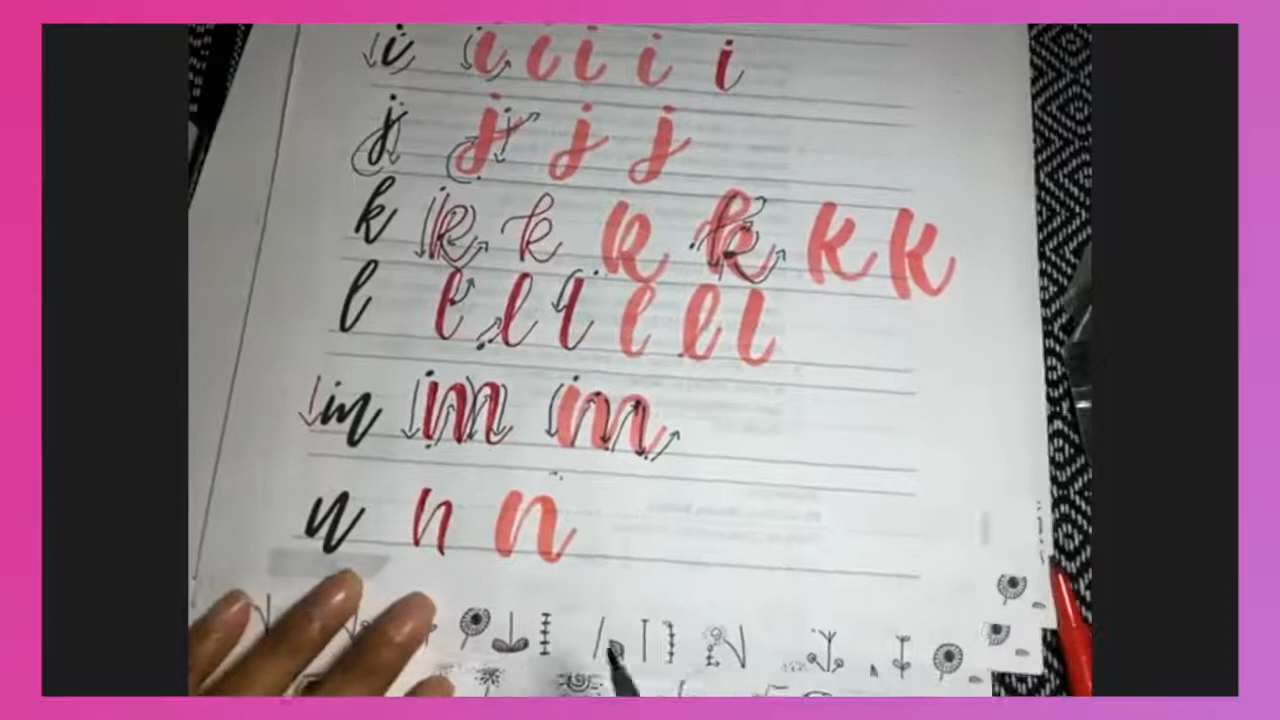 i i i i i i
j j j j
k k k k k k k
l l l l l l l
m m m
n n n